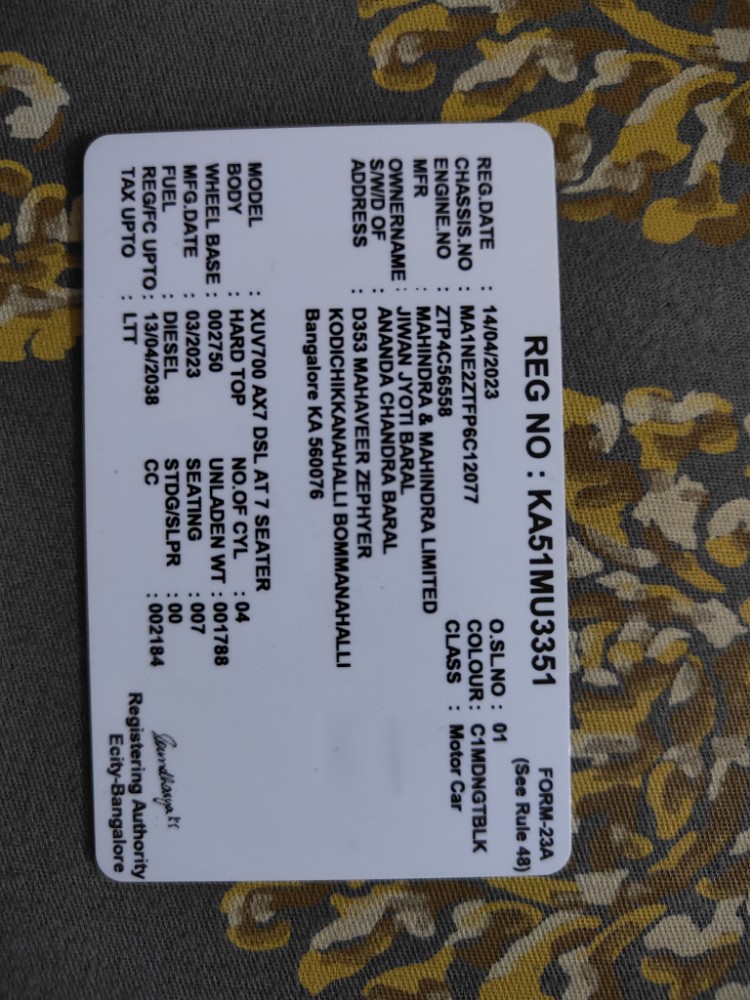 FORM-23A
(See Rule 48)
REG NO : KA51MU3351
REG.DATE : 14/04/2023 O.SL.NO : 01
CHASSIS.NO : MA1NE2ZTFP6C12077 COLOUR : C1MDNGTBLK
ENGINE.NO : ZTP4C56558 CLASS : Motor Car
MFR : MAHINDRA & MAHINDRA LIMITED
OWNERNAME : JIWAN JYOTI BARAL
S/W/D OF : ANANDA CHANDRA BARAL
ADDRESS : D353 MAHAVEER ZEPHYER
KODICHIKKANAHALLI BOMMANAHALLI
Bangalore KA 560076
MODEL : XUV700 AX7 DSL AT 7 SEATER
BODY : HARD TOP NO.OF CYL : 04
WHEEL BASE : 002750 UNLADEN WT : 001788
MFG.DATE : 03/2023 SEATING : 007
FUEL : DIESEL STDG/SLPR : 00
REG/FC UPTO : 13/04/2038 CC : 002184
TAX UPTO : LTT
Registering Authority
Ecity-Bangalore